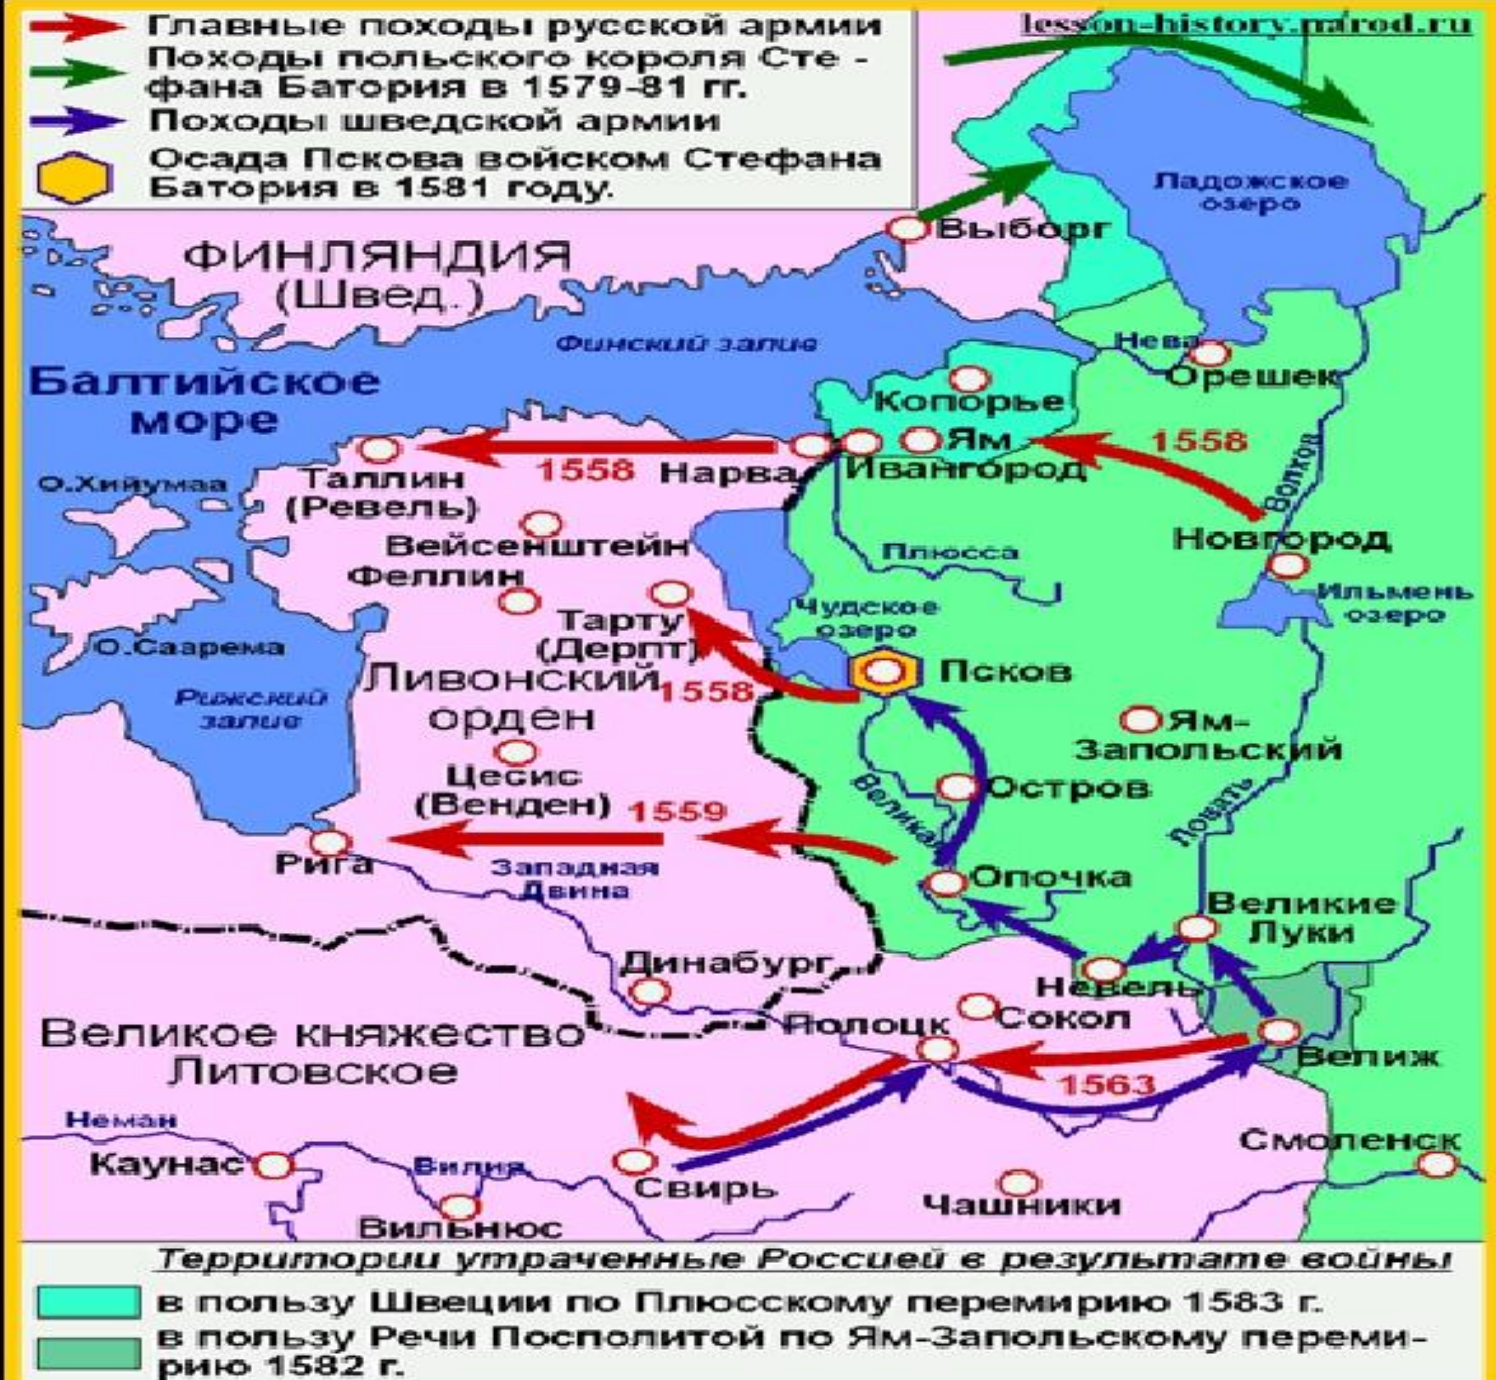 Главные походы русской армии
Походы польского короля Сте -
фана Батория в 1579-81 гг.
Походы шведской армии
Осада Пскова войском Стефана
Батория в 1581 году.
lesson-history.narod.ru
Ладожское
озеро
Выборг
ФИНЛЯНДИЯ
(Швед.)
Финский залив
Нева
Орешек
Балтийское
море
Копорье
Ям
1558
Таллин
(Ревель)
1558
Нарва
Ивангород
Волхов
О.Хийумаа
Вейсенштейн
Новгород
Феллин
Плюсса
Ильмень
озеро
Тарту
(Дерпт)
Чудское
озеро
О.Саарема
Ливонский
орден
1558
Псков
Рижский
залив
Ям-
Запольский
Цесис
(Венден)
1559
Остров
Великая
Ловать
Рига
Западная
Двина
Опочка
Великие
Луки
Динабург
Невель
Великое княжество
Литовское
Полоцк
Сокол
Велиж
1563
Неман
Каунас
Вилия
Свирь
Смоленск
Чашники
Вильнюс
Территории утраченные Россией в результате войны
в пользу Швеции по Плюсскому перемирию 1583 г.
в пользу Речи Посполитой по Ям-Запольскому переми-
рию 1582 г.